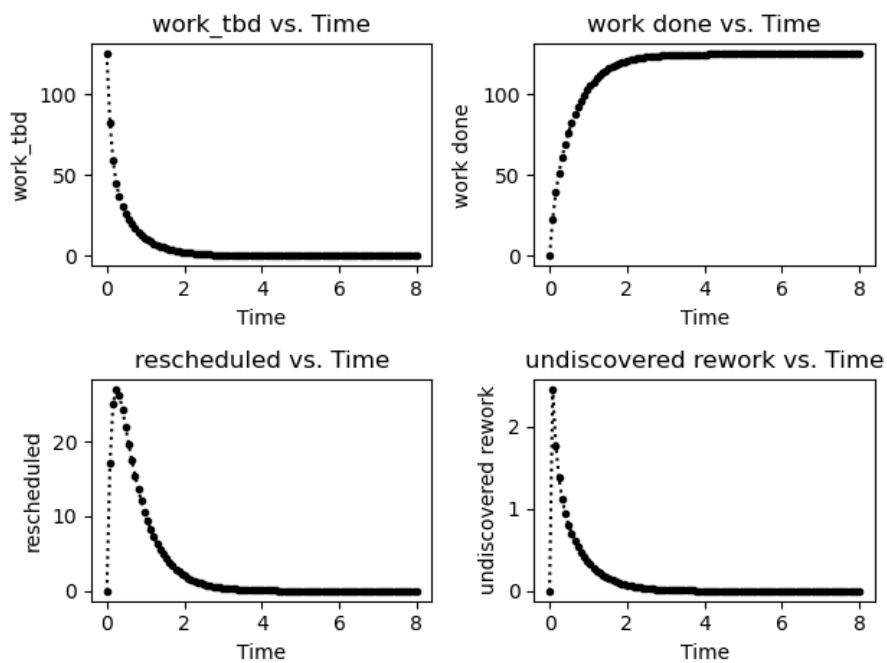 work_tbd vs. Time
work_tbd
100
50
0
0 2 4 6 8
Time
work done vs. Time
work done
100
50
0
0 2 4 6 8
Time
rescheduled vs. Time
rescheduled
20
10
0
0 2 4 6 8
Time
undiscovered rework vs. Time
undiscovered rework
2
1
0
0 2 4 6 8
Time